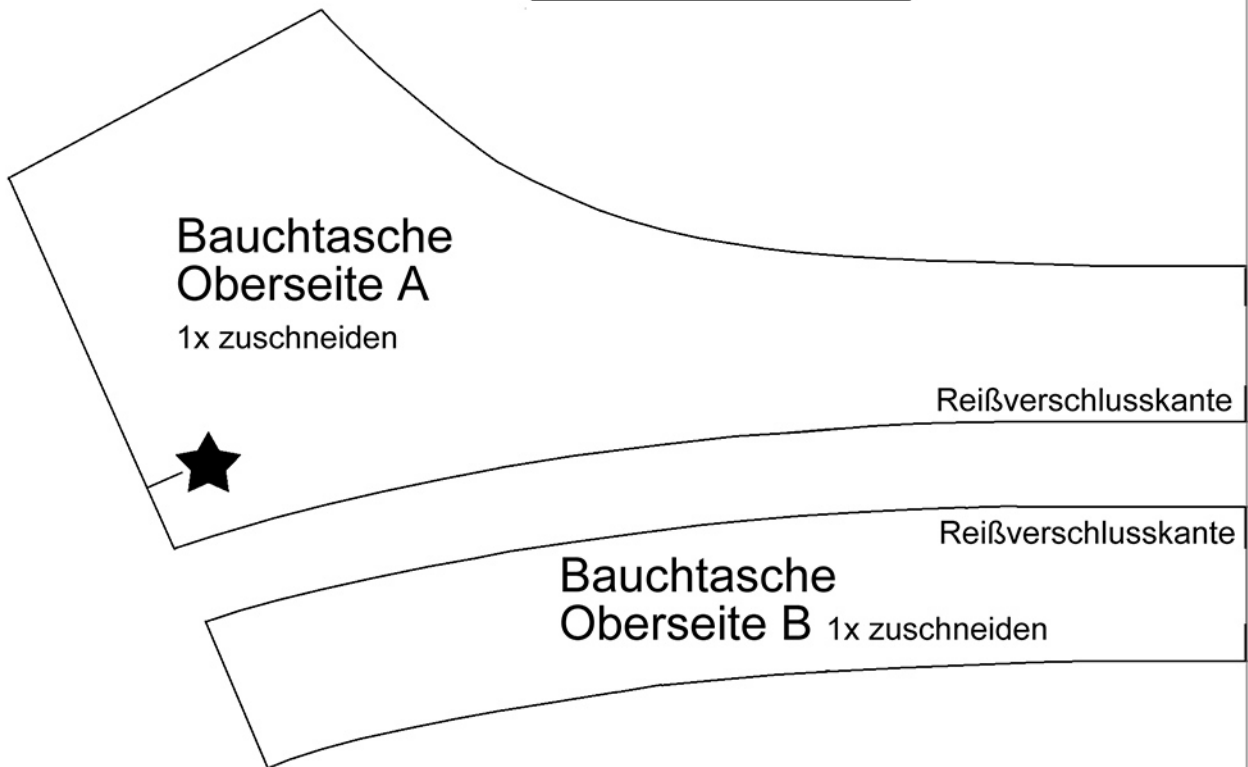 Bauchtasche
Oberseite A
1x zuschneiden
Reißverschlusskante
Reißverschlusskante
Bauchtasche
Oberseite B 1x zuschneiden